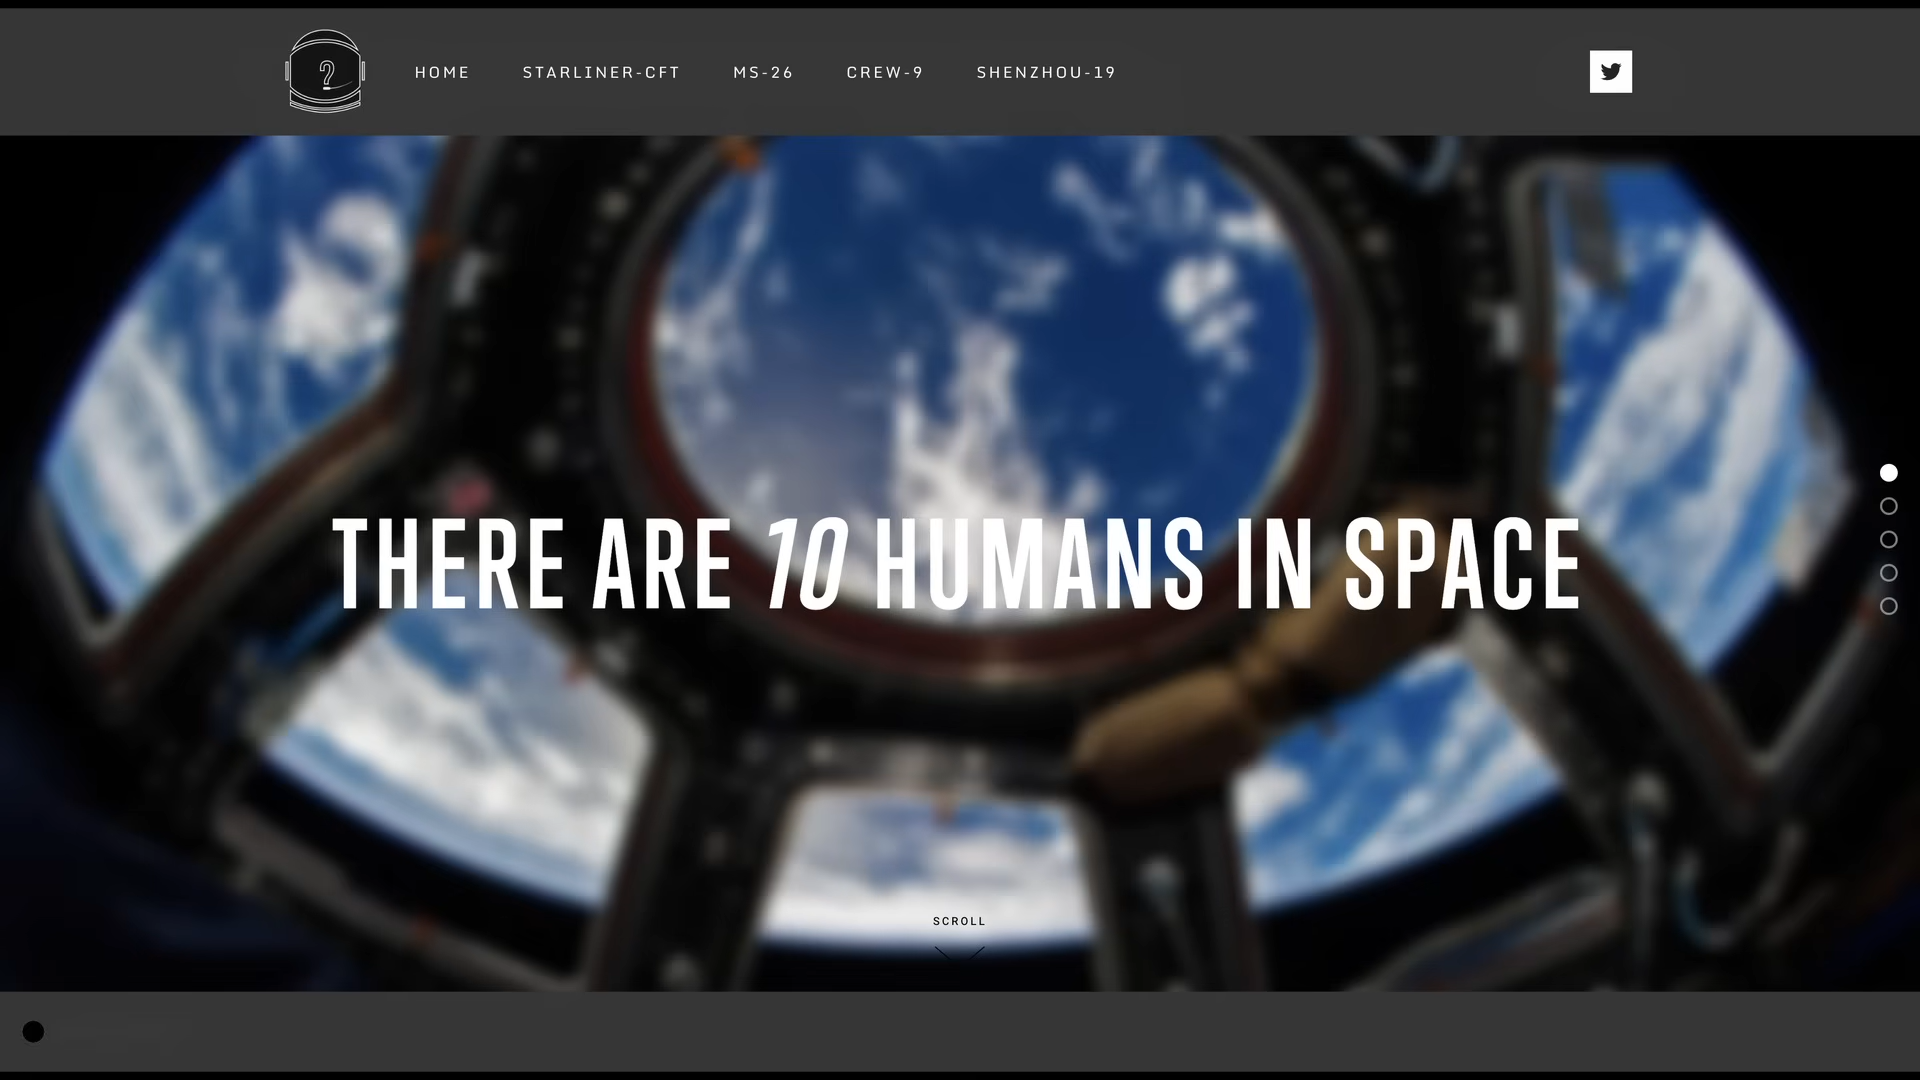 ?
HOME STARLINER-CFT MS-26 CREW-9 SHENZHOU-19
THERE ARE 10 HUMANS IN SPACE
SCROLL